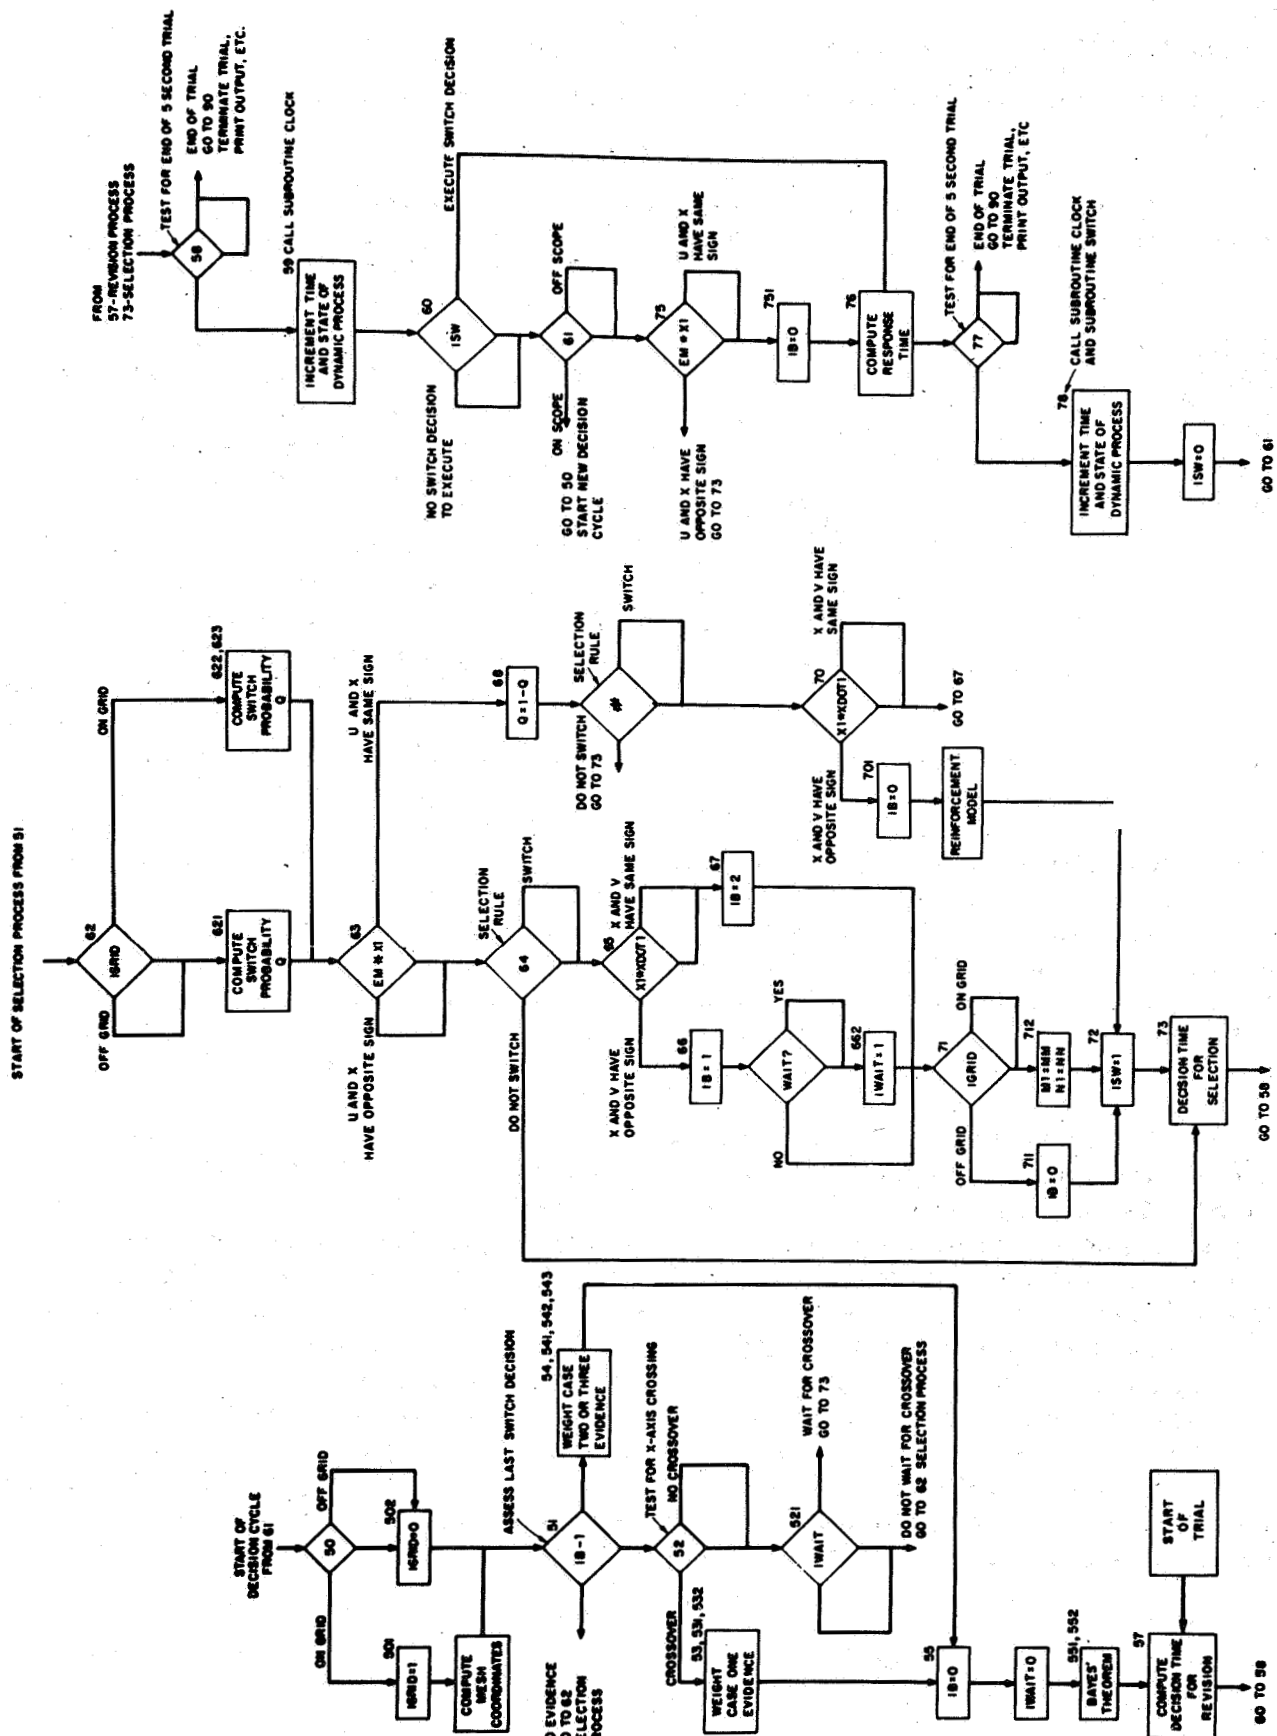 START OF
DECISION CYCLE
FROM 61
50
ON GRID
OFF GRID
501
IGRID=1
502
IGRID=0
COMPUTE
MESH
COORDINATES
ASSESS LAST SWITCH DECISION
51
IB-1
54, 541, 542, 543
WEIGHT CASE
TWO OR THREE
EVIDENCE
EVIDENCE
TO 62
TEST FOR X-AXIS CROSSING
52
CROSSOVER
NO CROSSOVER
53, 531, 532
WEIGHT
CASE ONE
EVIDENCE
521
IWAIT
WAIT FOR CROSSOVER
GO TO 73
DO NOT WAIT FOR CROSSOVER
GO TO 62 SELECTION PROCESS
55
IB=0
IWAIT=0
551, 552
BAYES'
THEOREM
START
OF
TRIAL
57
COMPUTE
DECISION TIME
FOR
REVISION
GO TO 58
START OF SELECTION PROCESS FROM 51
62
IGRID
OFF GRID
ON GRID
621
COMPUTE
SWITCH
PROBABILITY
Q
622, 623
COMPUTE
SWITCH
PROBABILITY
Q
63
EM * X1
U AND X
HAVE OPPOSITE SIGN
U AND X
HAVE SAME SIGN
SELECTION
RULE
64
DO NOT SWITCH
SWITCH
65
X1*XDOT1
X AND V HAVE
OPPOSITE SIGN
X AND V
HAVE SAME SIGN
66
IB=1
67
IB=2
WAIT?
NO
YES
662
IWAIT=1
71
IGRID
OFF GRID
ON GRID
711
IB=0
712
M1=MM
N1=NN
72
ISW=1
73
DECISION TIME
FOR
SELECTION
GO TO 58
68
Q=1-Q
SELECTION
RULE
DO NOT SWITCH
GO TO 73
SWITCH
70
X1*XDOT1
X AND V HAVE
OPPOSITE SIGN
X AND V HAVE
SAME SIGN
GO TO 67
701
IB=0
REINFORCEMENT
MODEL
FROM
57-REVISION PROCESS
73-SELECTION PROCESS
TEST FOR END OF 5 SECOND TRIAL
58
END OF TRIAL
GO TO 90
TERMINATE TRIAL,
PRINT OUTPUT, ETC.
59 CALL SUBROUTINE CLOCK
INCREMENT TIME
AND STATE OF
DYNAMIC PROCESS
60
ISW
NO SWITCH DECISION
TO EXECUTE
EXECUTE SWITCH DECISION
61
ON SCOPE
OFF SCOPE
GO TO 50
START NEW DECISION
CYCLE
75
EM * X1
U AND X HAVE
OPPOSITE SIGN
GO TO 73
U AND X
HAVE SAME
SIGN
751
IB=0
76
COMPUTE
RESPONSE
TIME
TEST FOR END OF 5 SECOND TRIAL
77
END OF TRIAL
GO TO 90
TERMINATE TRIAL,
PRINT OUTPUT, ETC
78 CALL SUBROUTINE CLOCK
AND SUBROUTINE SWITCH
INCREMENT TIME
AND STATE OF
DYNAMIC PROCESS
ISW=0
GO TO 61